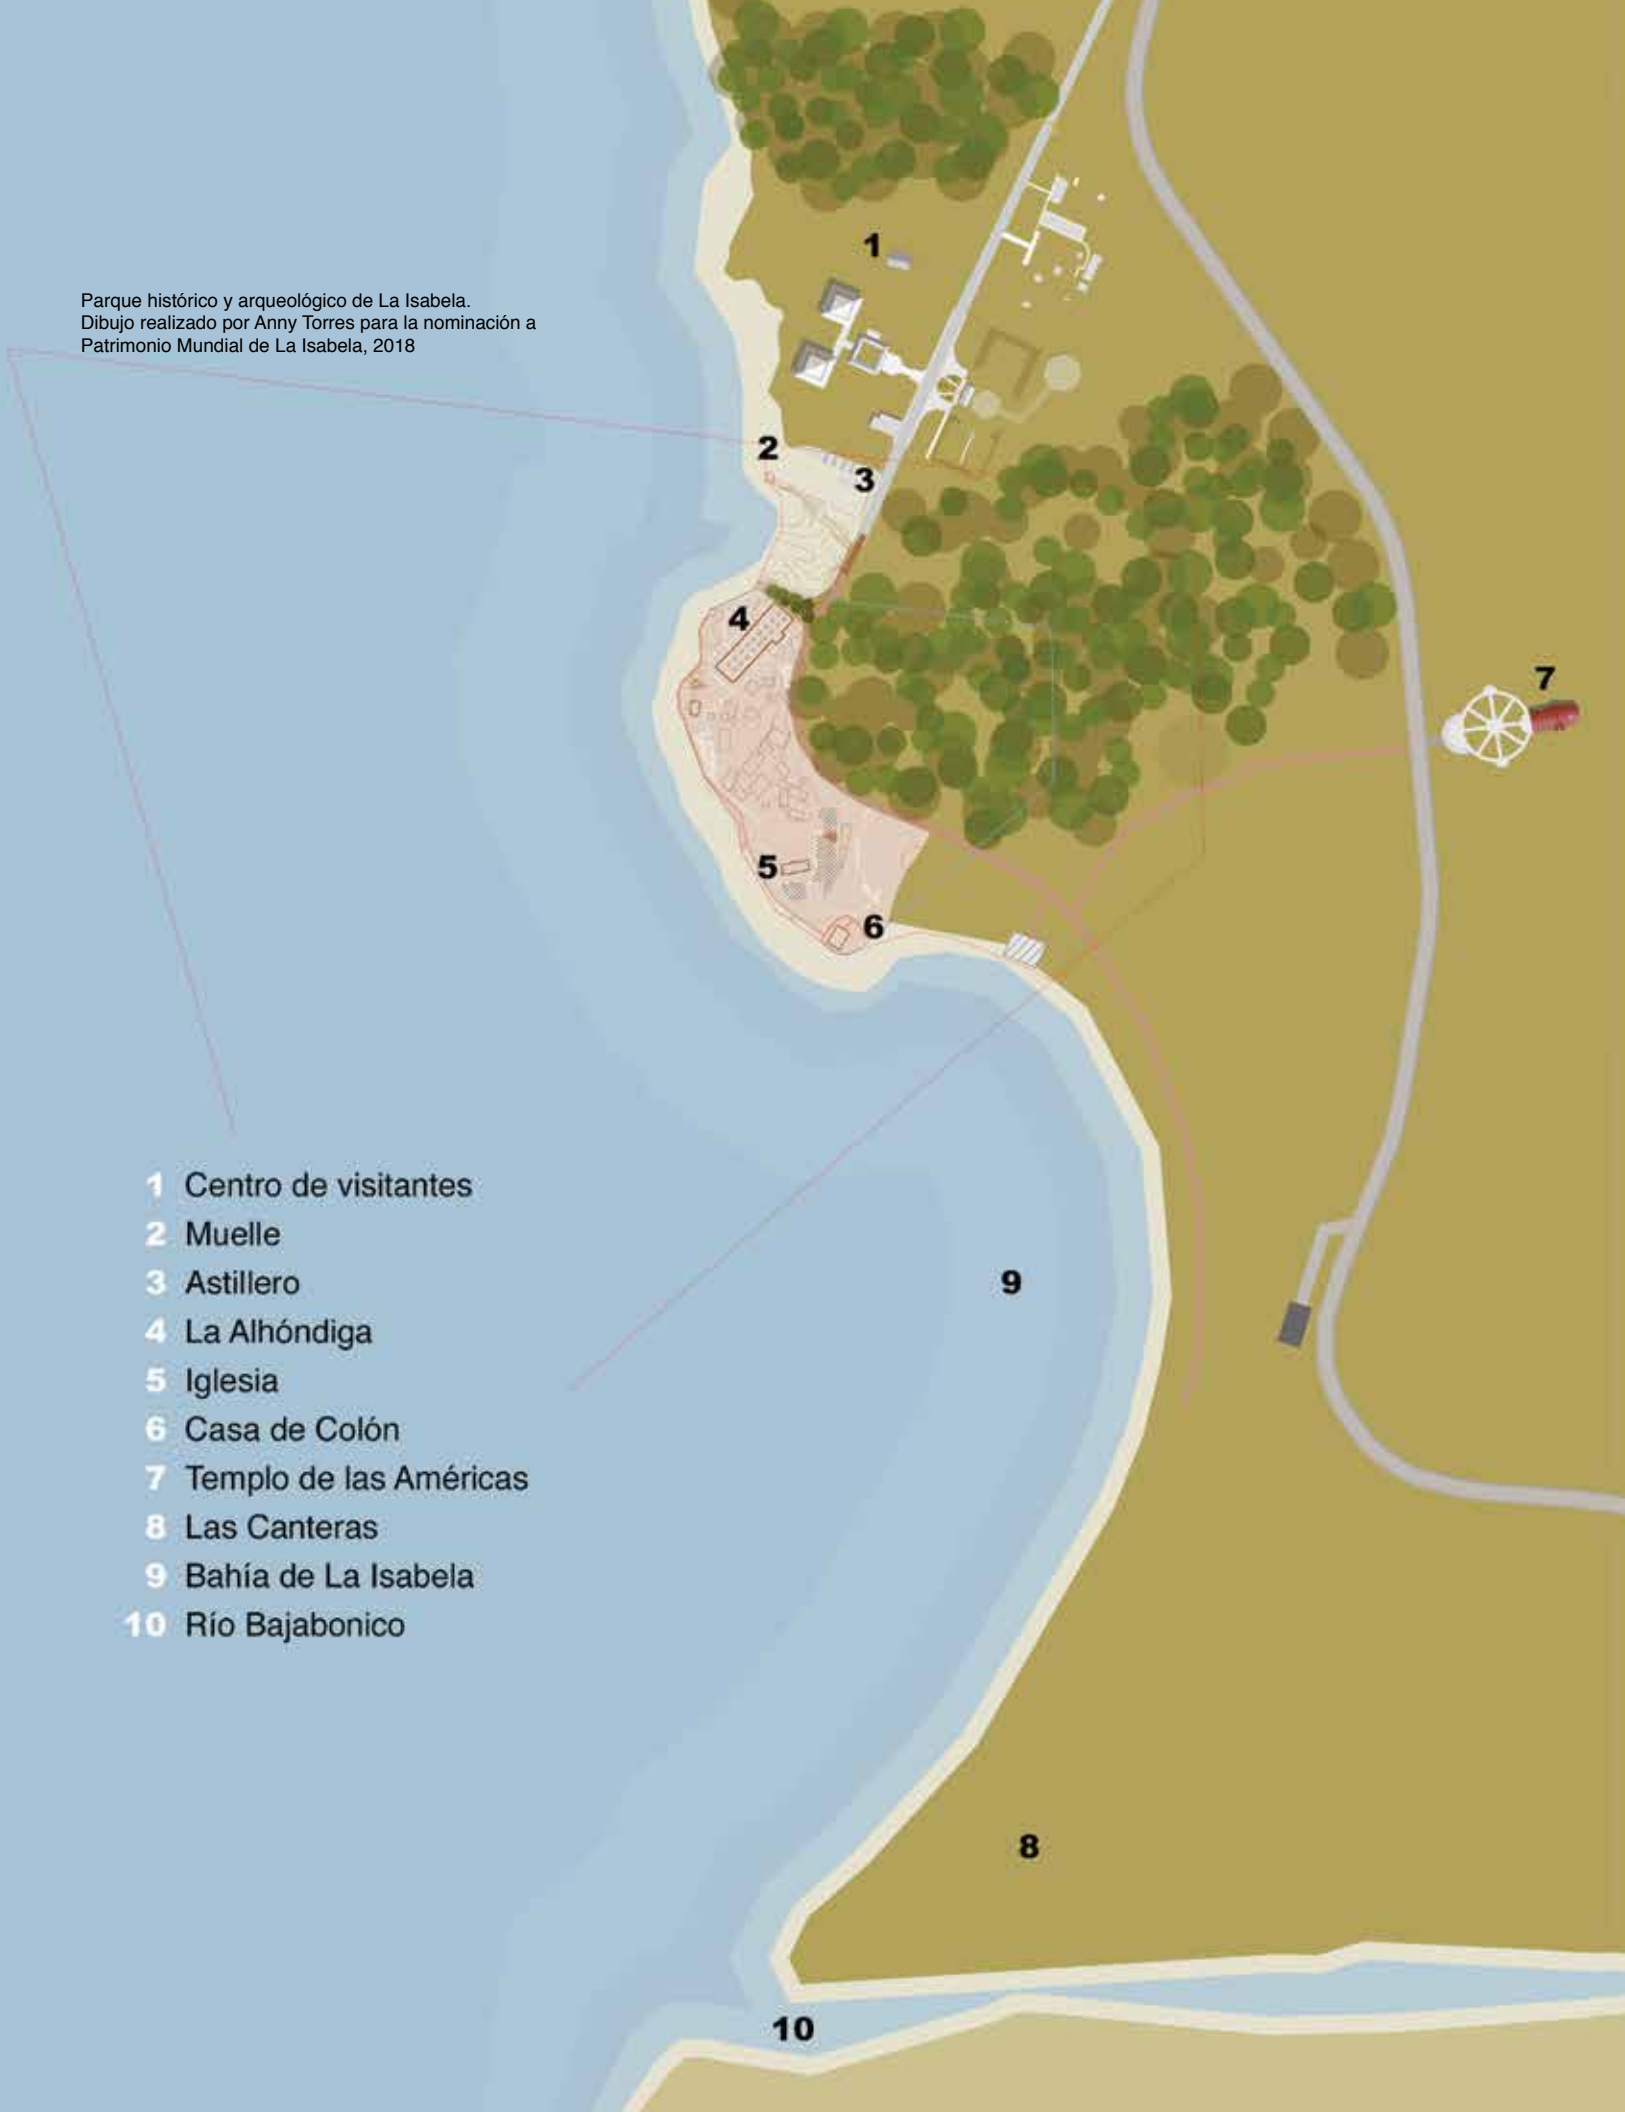 1
Parque histórico y arqueológico de La Isabela.
Dibujo realizado por Anny Torres para la nominación a
Patrimonio Mundial de La Isabela, 2018
2
3
4
7
5
6
1 Centro de visitantes
2 Muelle
3 Astillero
4 La Alhóndiga
5 Iglesia
6 Casa de Colón
7 Templo de las Américas
8 Las Canteras
9 Bahía de La Isabela
10 Río Bajabonico
9
8
10